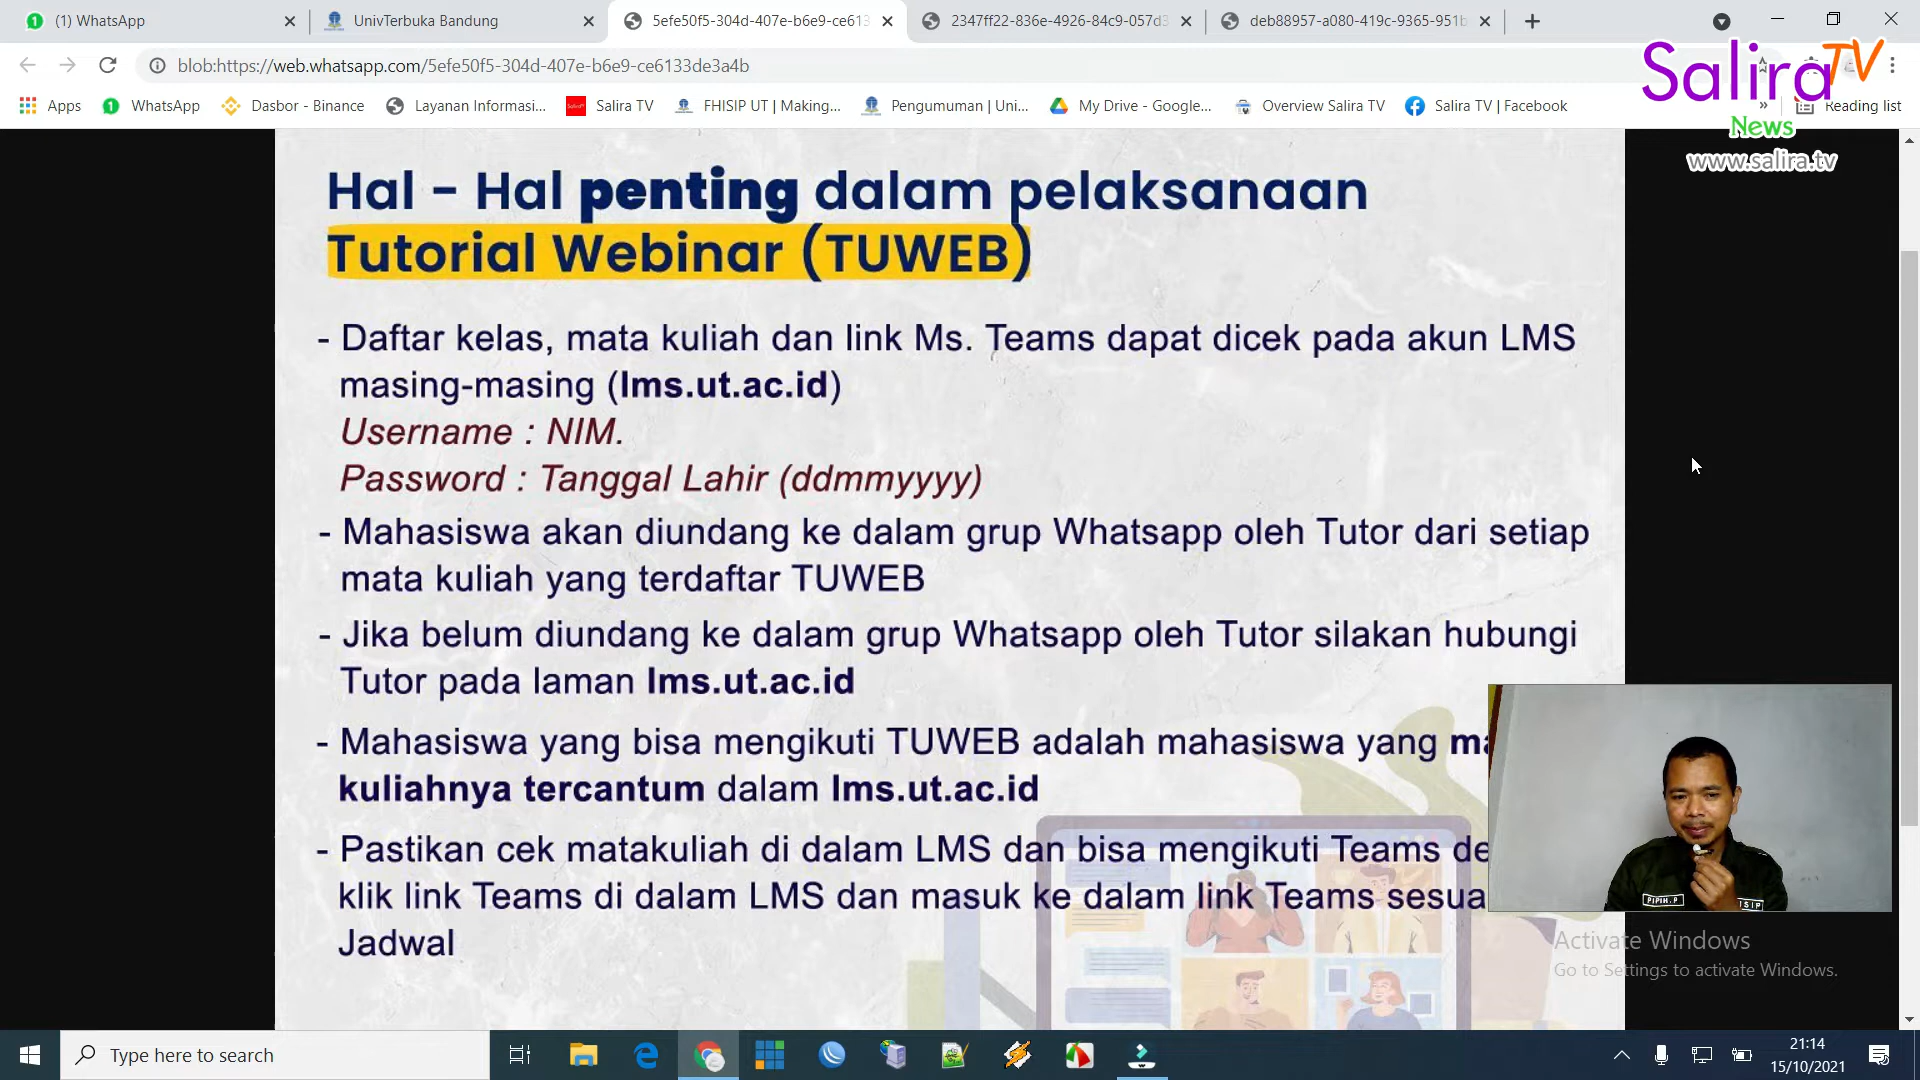 (1) WhatsApp
UnivTerbuka Bandung
5efe50f5-304d-407e-b6e9-ce613
2347ff22-836e-4926-84c9-057d3
deb88957-a080-419c-9365-951b
blob:https://web.whatsapp.com/5efe50f5-304d-407e-b6e9-ce6133de3a4b
Salira TV
News
www.salira.tv
Apps
WhatsApp
Dasbor - Binance
Layanan Informasi...
Salira TV
FHISIP UT | Making...
Pengumuman | Uni...
My Drive - Google...
Overview Salira TV
Salira TV | Facebook
Reading list
Hal - Hal penting dalam pelaksanaan
Tutorial Webinar (TUWEB)
- Daftar kelas, mata kuliah dan link Ms. Teams dapat dicek pada akun LMS
masing-masing (lms.ut.ac.id)
Username : NIM.
Password : Tanggal Lahir (ddmmyyyy)
- Mahasiswa akan diundang ke dalam grup Whatsapp oleh Tutor dari setiap
mata kuliah yang terdaftar TUWEB
- Jika belum diundang ke dalam grup Whatsapp oleh Tutor silakan hubungi
Tutor pada laman lms.ut.ac.id
- Mahasiswa yang bisa mengikuti TUWEB adalah mahasiswa yang ma
kuliahnya tercantum dalam lms.ut.ac.id
- Pastikan cek matakuliah di dalam LMS dan bisa mengikuti Teams de
klik link Teams di dalam LMS dan masuk ke dalam link Teams sesua
Jadwal
PIPIH.P
ISIP
Activate Windows
Go to Settings to activate Windows.
Type here to search
21:14
15/10/2021